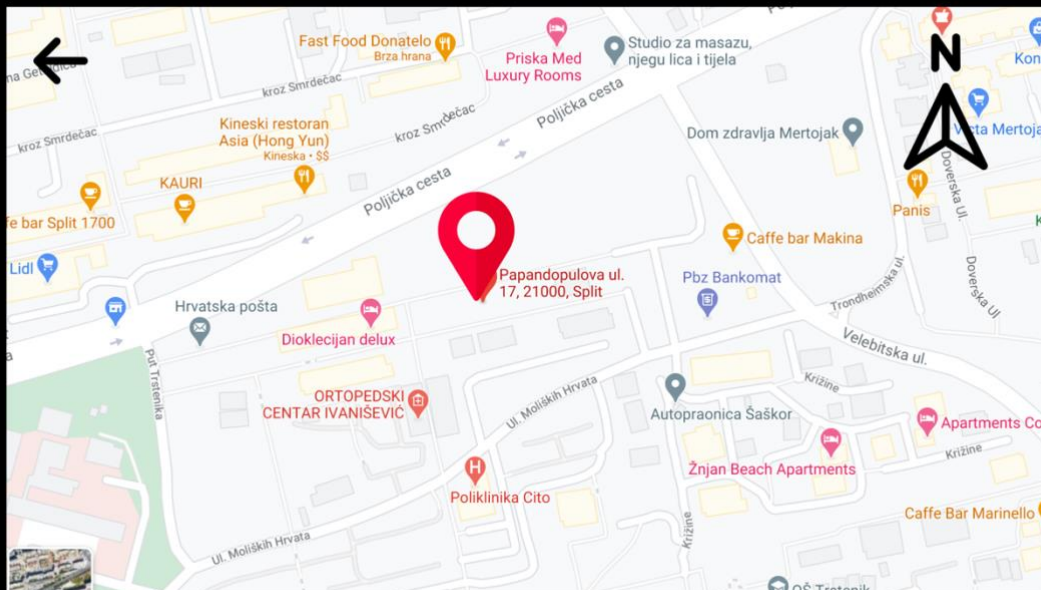 Fast Food Donatelo
Brza hrana
Priska Med
Luxury Rooms
Studio za masazu,
njegu lica i tijela
N
kroz Smrdečac
kroz Smrdečac
kroz Smrdečac
Poljička cesta
Kineski restoran
Asia (Hong Yun)
Kineska • $$
Dom zdravlja Mertojak
KAURI
Poljička cesta
Panis
Doverska Ul.
Caffe bar Makina
Lidl
Papandopulova ul.
17, 21000, Split
Pbz Bankomat
Trondheimska ul.
Doverska Ul
Hrvatska pošta
Dioklecijan delux
Velebitska ul.
Put Trstenika
ORTOPEDSKI
CENTAR IVANIŠEVIĆ
Ul. Moliških Hrvata
Križine
Autopraonica Šaškor
Žnjan Beach Apartments
Križine
H
Poliklinika Cito
Caffe Bar Marinello
Ul. Moliških Hrvata
Križine